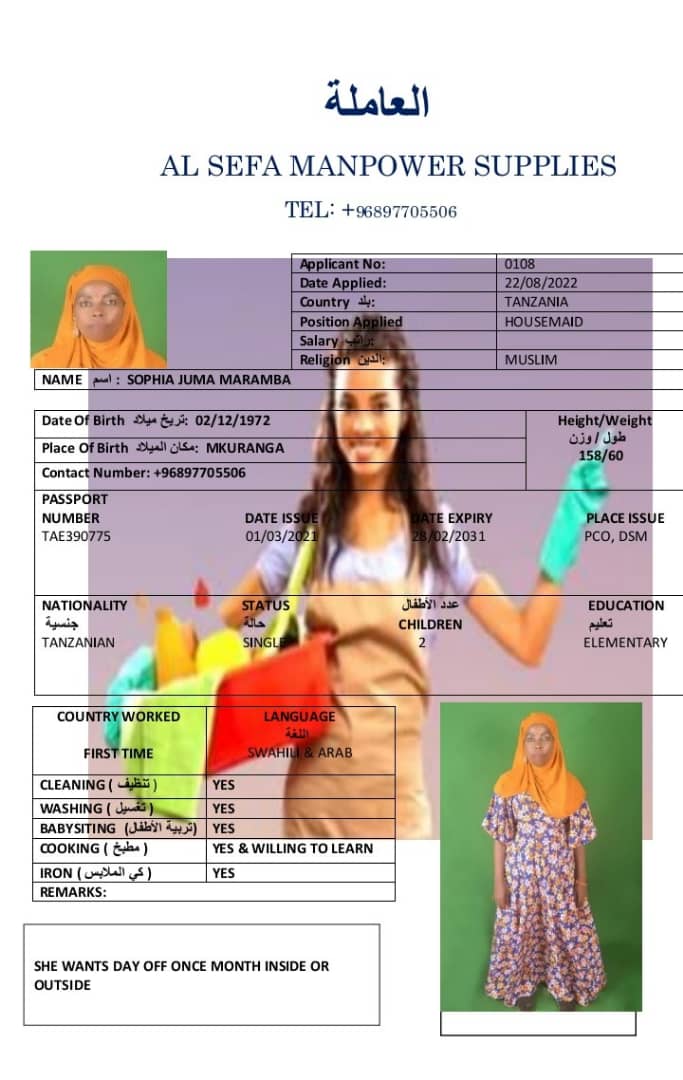 العاملة
AL SEFA MANPOWER SUPPLIES
TEL: +96897705506
Applicant No: 0108
Date Applied: 22/08/2022
Country بلد: TANZANIA
Position Applied HOUSEMAID
Salary راتب:
Religion الدين: MUSLIM
NAME اسم : SOPHIA JUMA MARAMBA
Date Of Birth تريخ ميلاد: 02/12/1972
Place Of Birth مكان الميلاد: MKURANGA
Contact Number: +96897705506
Height/Weight
طول / وزن
158/60
PASSPORT
NUMBER DATE ISSUE DATE EXPIRY PLACE ISSUE
TAE390775 01/03/2021 28/02/2031 PCO, DSM
NATIONALITY STATUS عدد الأطفال EDUCATION
جنسية حالة CHILDREN تعليم
TANZANIAN SINGLE 2 ELEMENTARY
COUNTRY WORKED LANGUAGE
اللغة
FIRST TIME SWAHILI & ARAB
CLEANING ( تنظيف ) YES
WASHING ( تغسيل ) YES
BABYSITING (تربية الأطفال) YES
COOKING ( مطبخ ) YES & WILLING TO LEARN
IRON ( كي الملابس ) YES
REMARKS:
SHE WANTS DAY OFF ONCE MONTH INSIDE OR
OUTSIDE